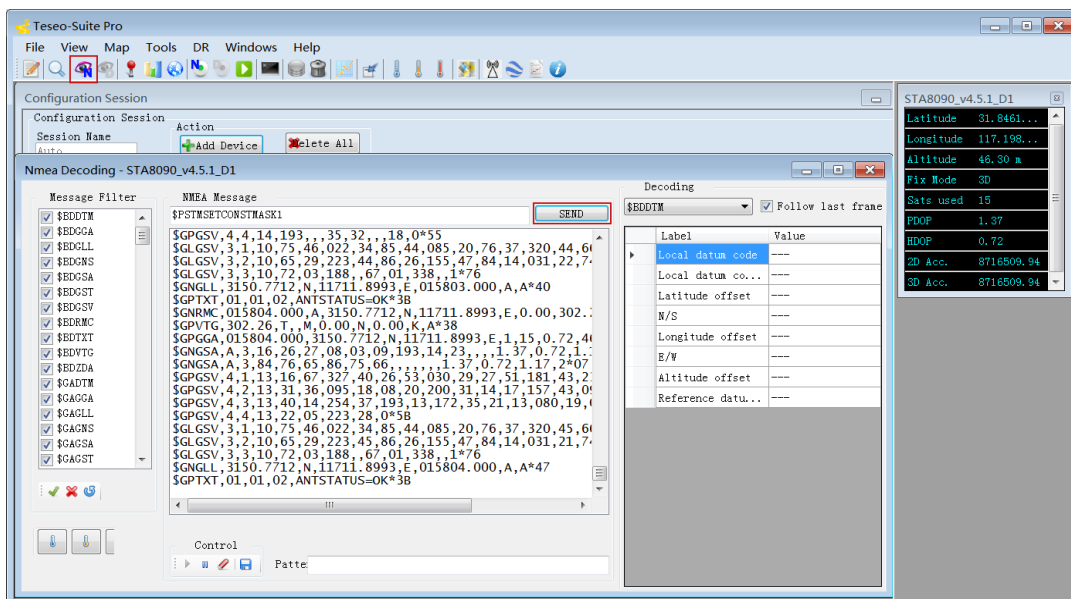 Teseo-Suite Pro
File View Map Tools DR Windows Help
Configuration Session
Configuration Session
Session Name
Auto
Action
Add Device
Delete All
Nmea Decoding - STA8090_v4.5.1_D1
Message Filter
$BDDTM
$BDGGA
$BDGLL
$BDGNS
$BDGSA
$BDGST
$BDGSV
$BDRMC
$BDTXT
$BDVTG
$BDZDA
$GADTM
$GAGGA
$GAGLL
$GAGNS
$GAGSA
$GAGST
NMEA Message
$PSTMSETCONSTMASK1
SEND
$GPGSV,4,4,14,193,,,35,32,,,18,0*55
$GLGSV,3,1,10,75,46,022,34,85,44,085,20,76,37,320,44,6
$GLGSV,3,2,10,65,29,223,44,86,26,155,47,84,14,031,22,7
$GLGSV,3,3,10,72,03,188,,67,01,338,,1*76
$GNGLL,3150.7712,N,11711.8993,E,015803.000,A,A*40
$GPTXT,01,01,02,ANTSTATUS=OK*3B
$GNRMC,015804.000,A,3150.7712,N,11711.8993,E,0.00,302.
$GPVTG,302.26,T,,M,0.00,N,0.00,K,A*38
$GPGGA,015804.000,3150.7712,N,11711.8993,E,1,15,0.72,4
$GNGSA,A,3,16,26,27,08,03,09,193,14,23,,,,1.37,0.72,1.
$GNGSA,A,3,84,76,65,86,75,66,,,,,,,1.37,0.72,1.17,2*07
$GPGSV,4,1,13,16,67,327,40,26,53,030,29,27,51,181,43,2
$GPGSV,4,2,13,31,36,095,18,08,20,200,31,14,17,157,43,0
$GPGSV,4,3,13,40,14,254,37,193,13,172,35,21,13,080,19,
$GPGSV,4,4,13,22,05,223,28,0*5B
$GLGSV,3,1,10,75,46,022,34,85,44,085,20,76,37,320,45,6
$GLGSV,3,2,10,65,29,223,45,86,26,155,47,84,14,031,21,7
$GLGSV,3,3,10,72,03,188,,67,01,338,,1*76
$GNGLL,3150.7712,N,11711.8993,E,015804.000,A,A*47
$GPTXT,01,01,02,ANTSTATUS=OK*3B
Control
Patte
Decoding
$BDDTM
Follow last frame
Label Value
Local datum code ---
Local datum co... ---
Latitude offset ---
N/S ---
Longitude offset ---
E/W ---
Altitude offset ---
Reference datu... ---
STA8090_v4.5.1_D1
Latitude 31.8461...
Longitude 117.198...
Altitude 46.30 m
Fix Mode 3D
Sats used 15
PDOP 1.37
HDOP 0.72
2D Acc. 8716509.94
3D Acc. 8716509.94